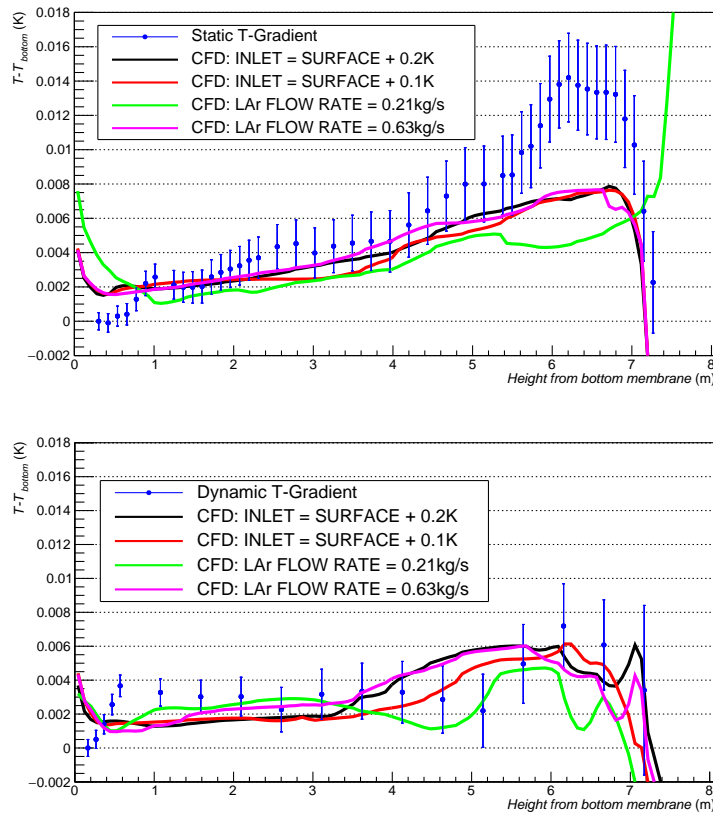 T-T bottom (K)
0.018
0.016
0.014
0.012
0.01
0.008
0.006
0.004
0.002
0
−0.002
Static T-Gradient
CFD: INLET = SURFACE + 0.2K
CFD: INLET = SURFACE + 0.1K
CFD: LAr FLOW RATE = 0.21kg/s
CFD: LAr FLOW RATE = 0.63kg/s
0 1 2 3 4 5 6 7 8
Height from bottom membrane (m)
T-T bottom (K)
0.018
0.016
0.014
0.012
0.01
0.008
0.006
0.004
0.002
0
−0.002
Dynamic T-Gradient
CFD: INLET = SURFACE + 0.2K
CFD: INLET = SURFACE + 0.1K
CFD: LAr FLOW RATE = 0.21kg/s
CFD: LAr FLOW RATE = 0.63kg/s
0 1 2 3 4 5 6 7 8
Height from bottom membrane (m)